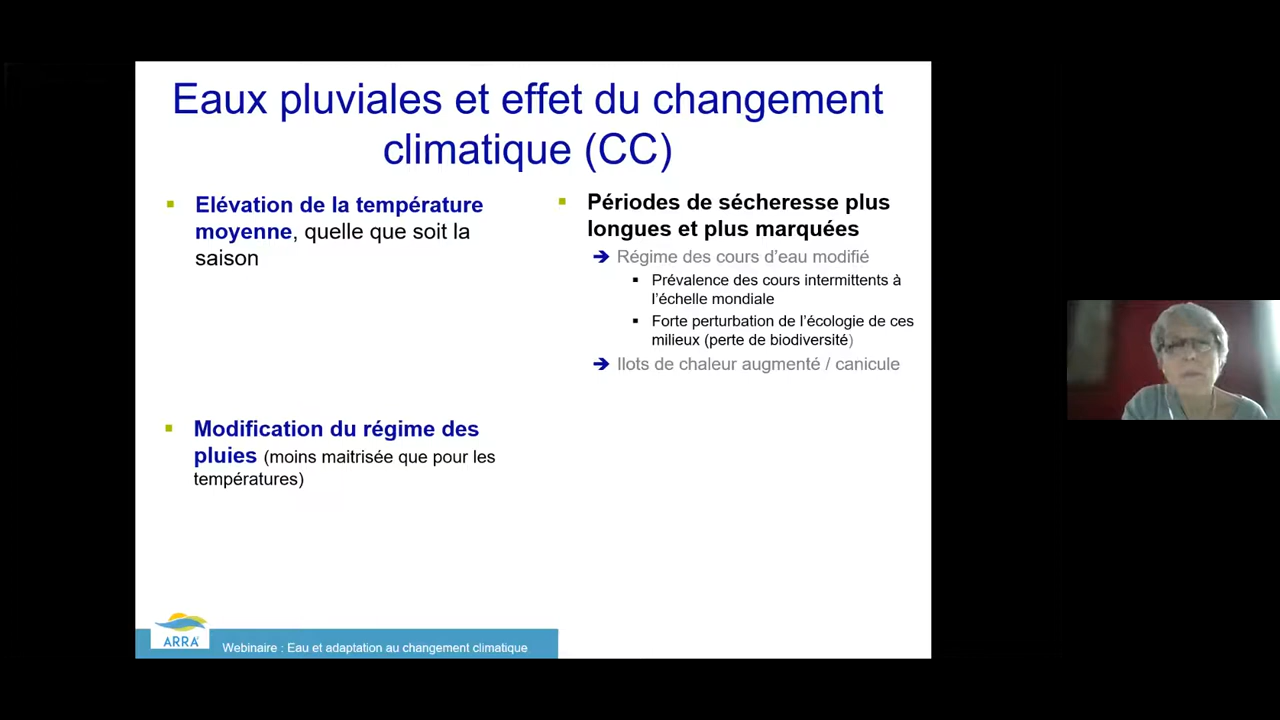 Eaux pluviales et effet du changement
climatique (CC)
▪ Elévation de la température
moyenne, quelle que soit la
saison
▪ Modification du régime des
pluies (moins maitrisée que pour les
températures)
▪ Périodes de sécheresse plus
longues et plus marquées
➔ Régime des cours d’eau modifié
▪ Prévalence des cours intermittents à
l’échelle mondiale
▪ Forte perturbation de l’écologie de ces
milieux (perte de biodiversité)
➔ Ilots de chaleur augmenté / canicule
ARRA²
Webinaire : Eau et adaptation au changement climatique